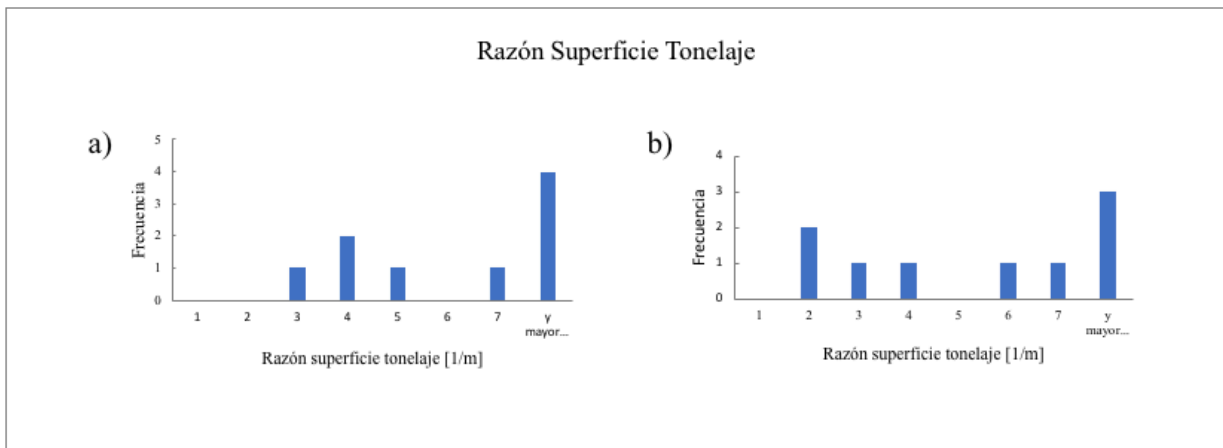 Razón Superficie Tonelaje
a)
Frecuencia
5
4
3
2
1
0
1 2 3 4 5 6 7 y
mayor...
Razón superficie tonelaje [1/m]
b)
Frecuencia
4
3
2
1
0
1 2 3 4 5 6 7 y
mayor...
Razón superficie tonelaje [1/m]